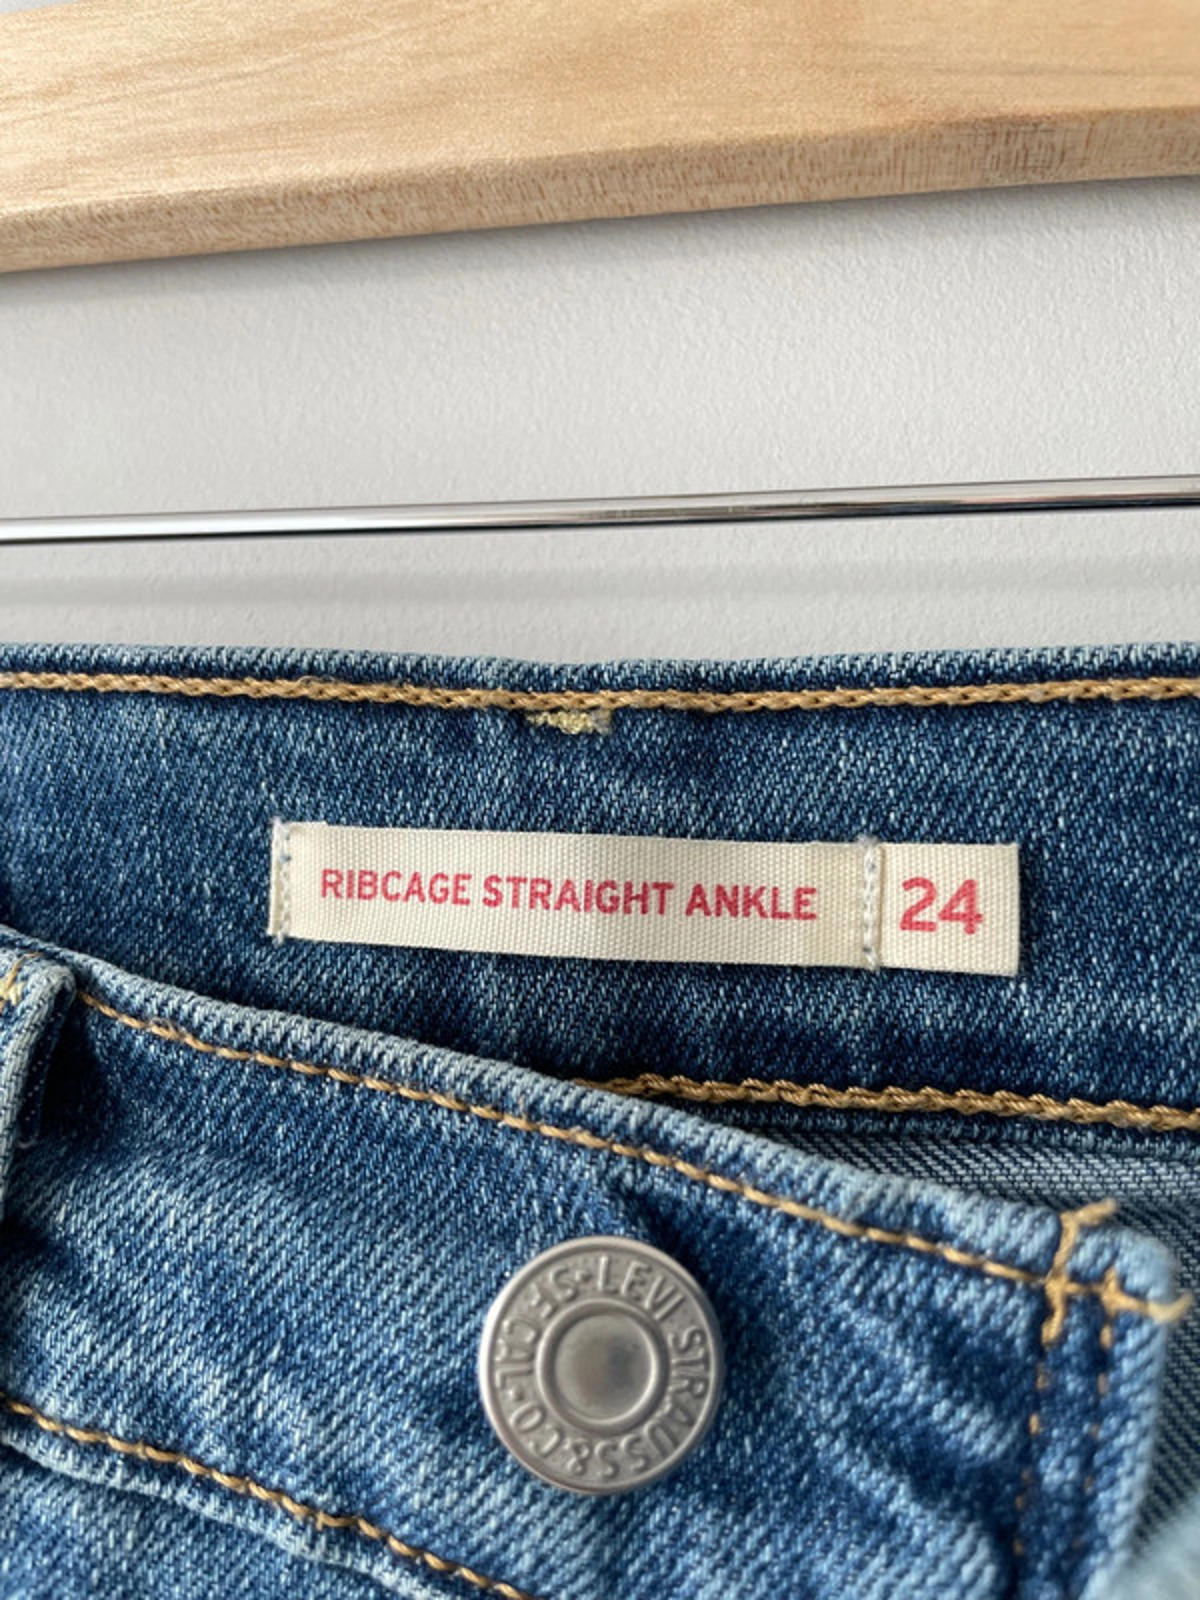 RIBCAGE STRAIGHT ANKLE 24
LEVI STRAUSS & CO. S.F. CAL.